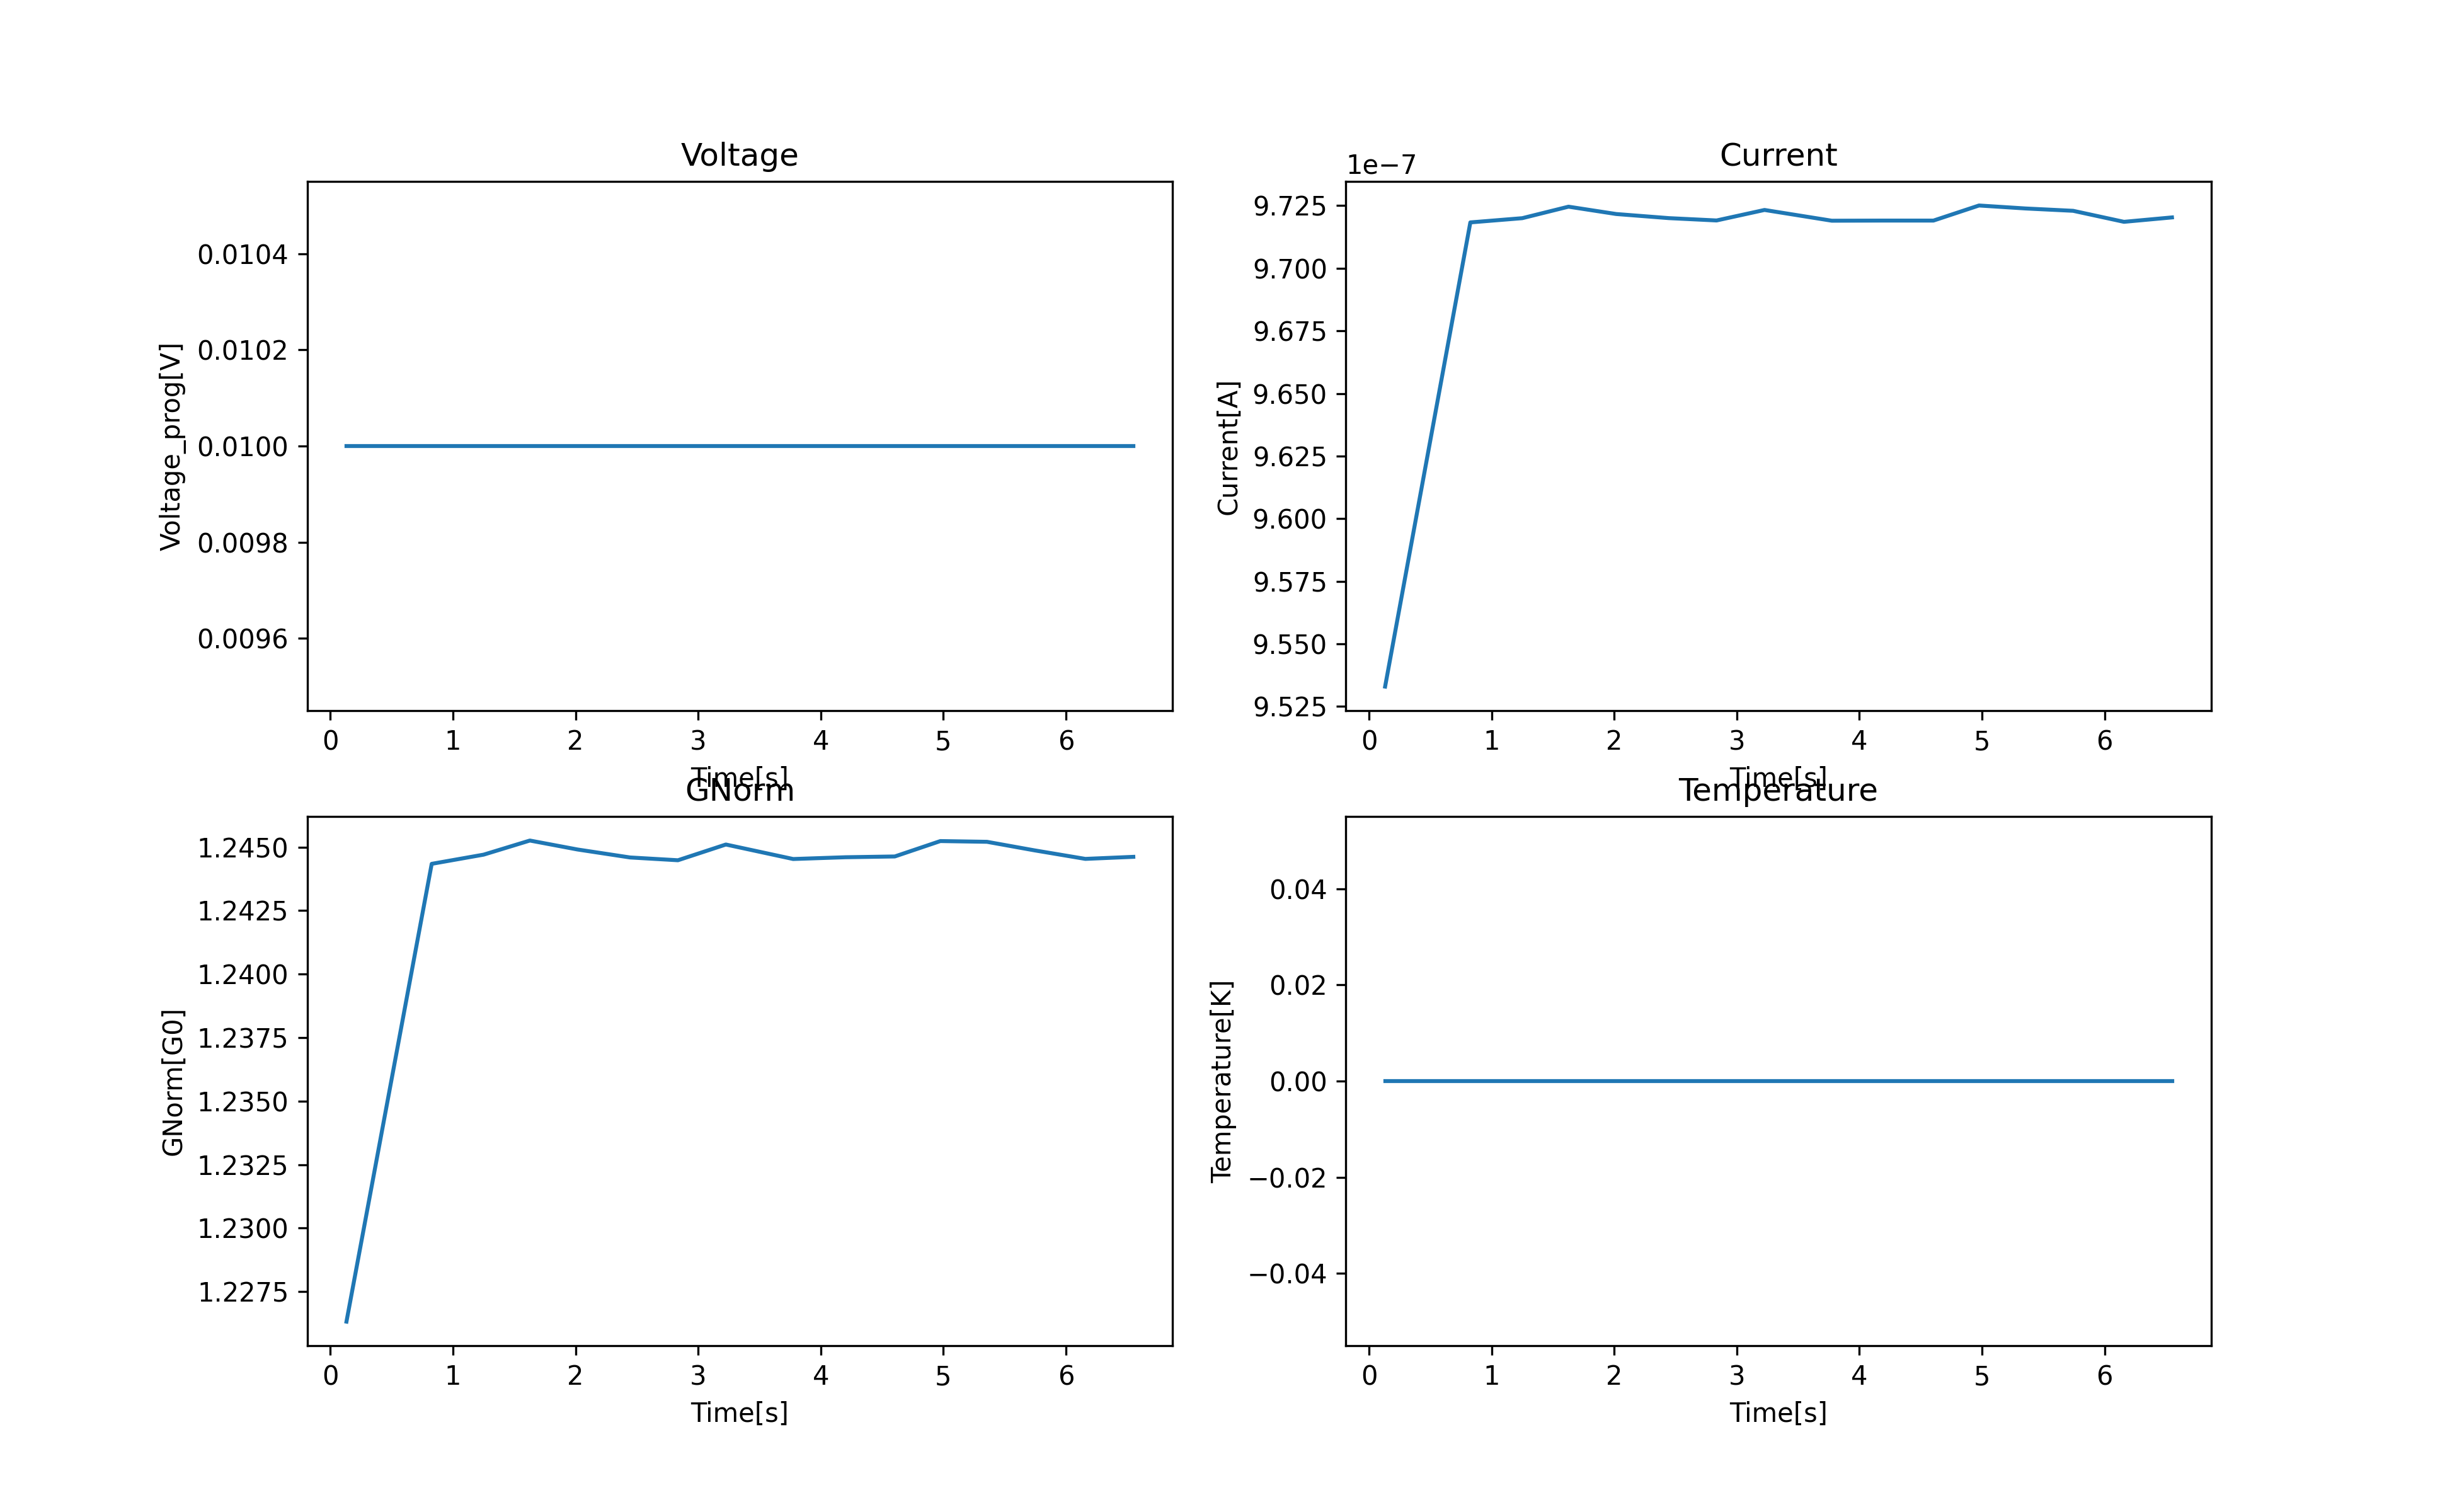 Voltage
Voltage_prog[V]
0.0104
0.0102
0.0100
0.0098
0.0096
0 1 2 3 4 5 6
Time[s]
Current
1e−7
Current[A]
9.725
9.700
9.675
9.650
9.625
9.600
9.575
9.550
9.525
0 1 2 3 4 5 6
Time[s]
GNorm
GNorm[G0]
1.2450
1.2425
1.2400
1.2375
1.2350
1.2325
1.2300
1.2275
0 1 2 3 4 5 6
Time[s]
Temperature
Temperature[K]
0.04
0.02
0.00
−0.02
−0.04
0 1 2 3 4 5 6
Time[s]